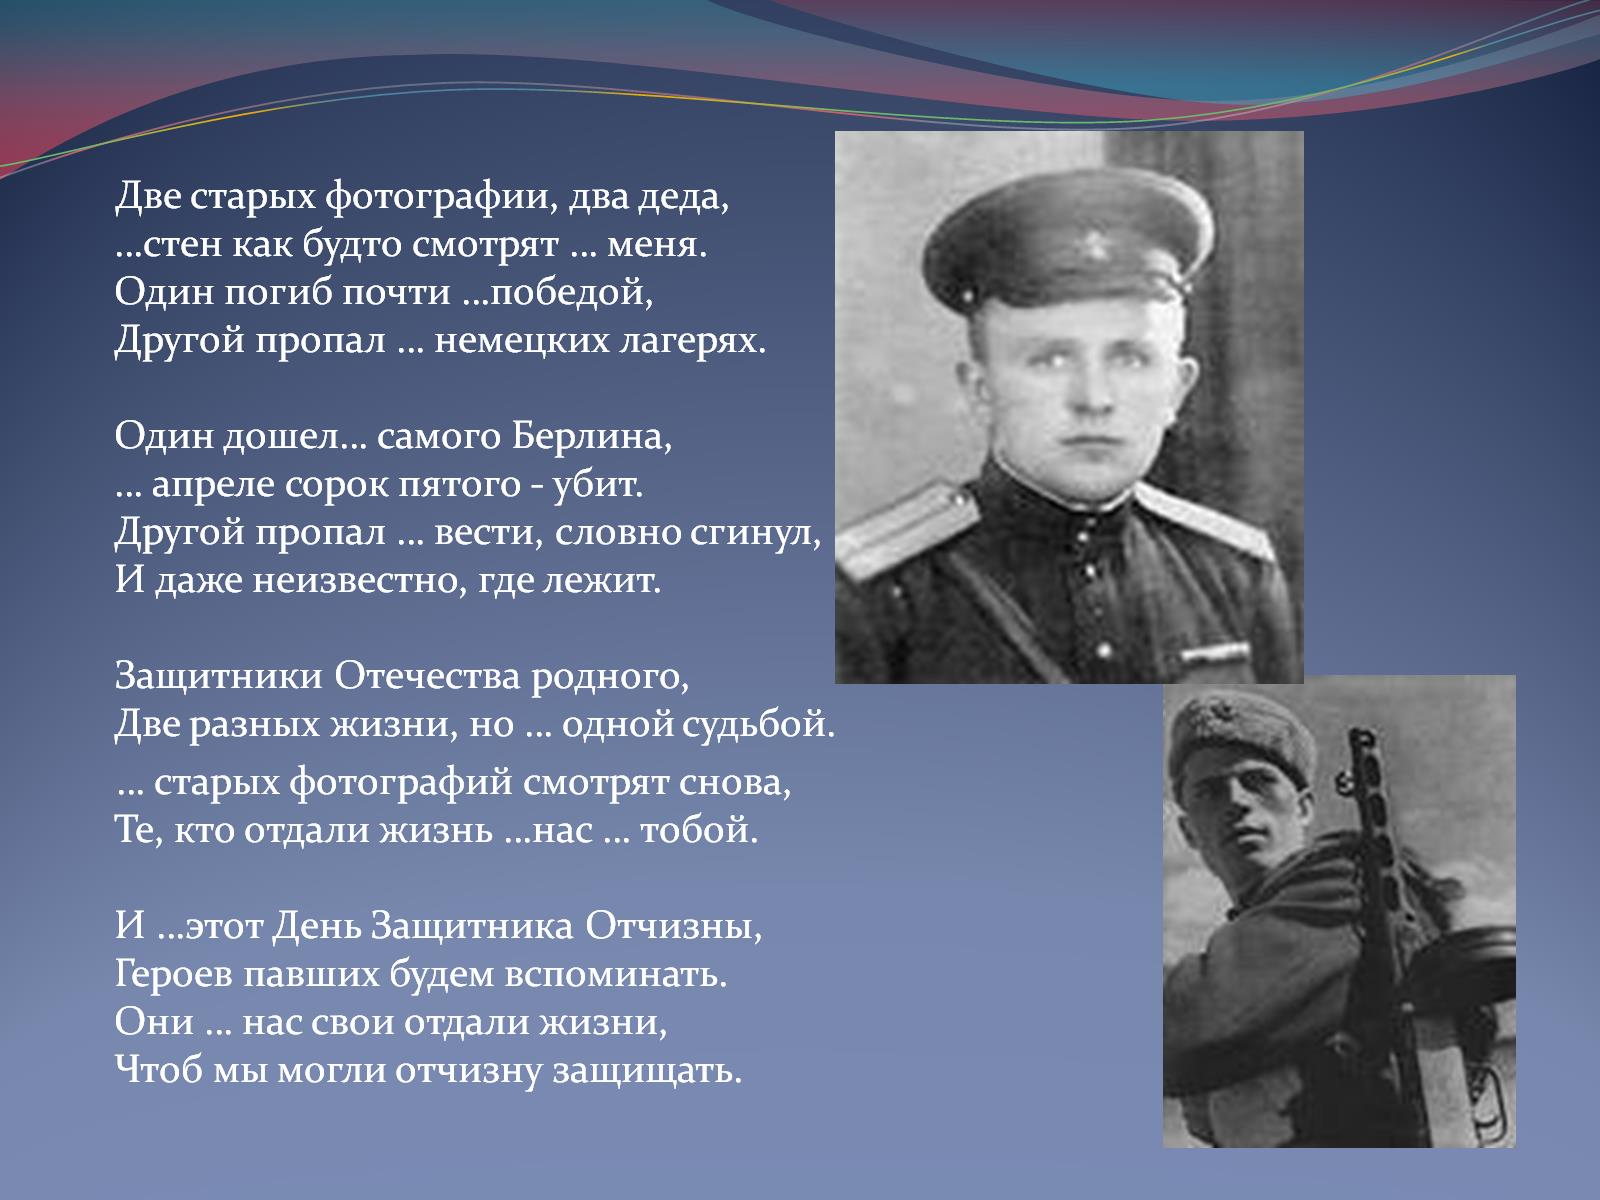 Две старых фотографии, два деда,
...стен как будто смотрят ... меня.
Один погиб почти ...победой,
Другой пропал ... немецких лагерях.
Один дошел... самого Берлина,
... апреле сорок пятого - убит.
Другой пропал ... вести, словно сгинул,
И даже неизвестно, где лежит.
Защитники Отечества родного,
Две разных жизни, но ... одной судьбой.
... старых фотографий смотрят снова,
Те, кто отдали жизнь ...нас ... тобой.
И ...этот День Защитника Отчизны,
Героев павших будем вспоминать.
Они ... нас свои отдали жизни,
Чтоб мы могли отчизну защищать.